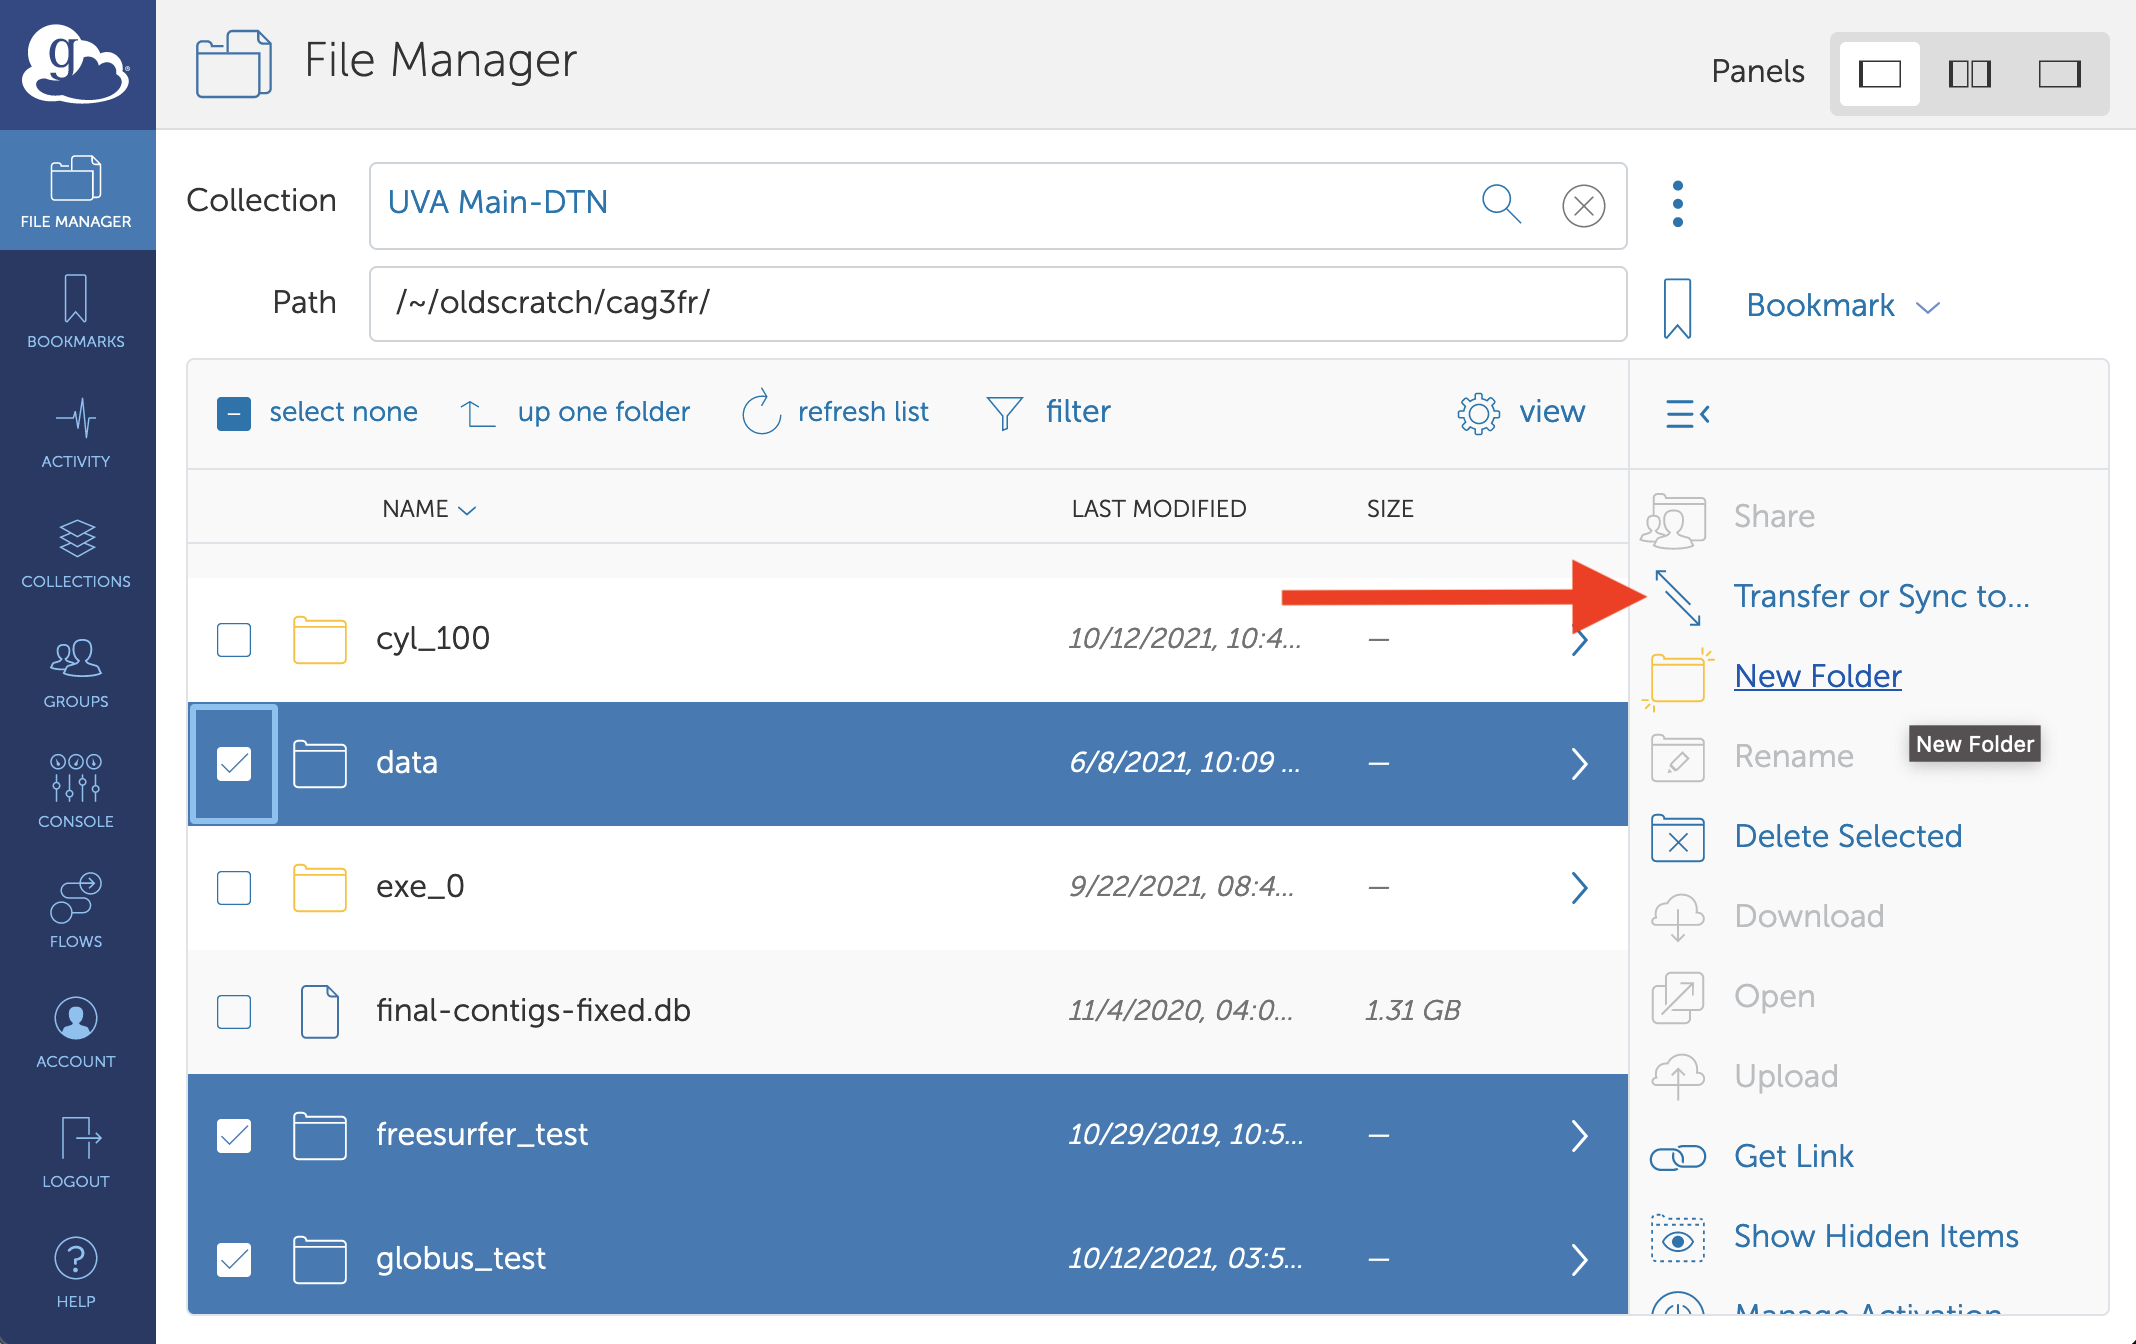 g
File Manager
Panels
FILE MANAGER
BOOKMARKS
ACTIVITY
COLLECTIONS
GROUPS
CONSOLE
FLOWS
ACCOUNT
LOGOUT
HELP
Collection
UVA Main-DTN
Path
/~/oldscratch/cag3fr/
Bookmark
select none
up one folder
refresh list
filter
view
NAME LAST MODIFIED SIZE
cyl_100 10/12/2021, 10:4... —
data 6/8/2021, 10:09 ... —
exe_0 9/22/2021, 08:4... —
final-contigs-fixed.db 11/4/2020, 04:0... 1.31 GB
freesurfer_test 10/29/2019, 10:5... —
globus_test 10/12/2021, 03:5... —
Share
Transfer or Sync to...
New Folder
Rename
New Folder
Delete Selected
Download
Open
Upload
Get Link
Show Hidden Items
Manage Activation